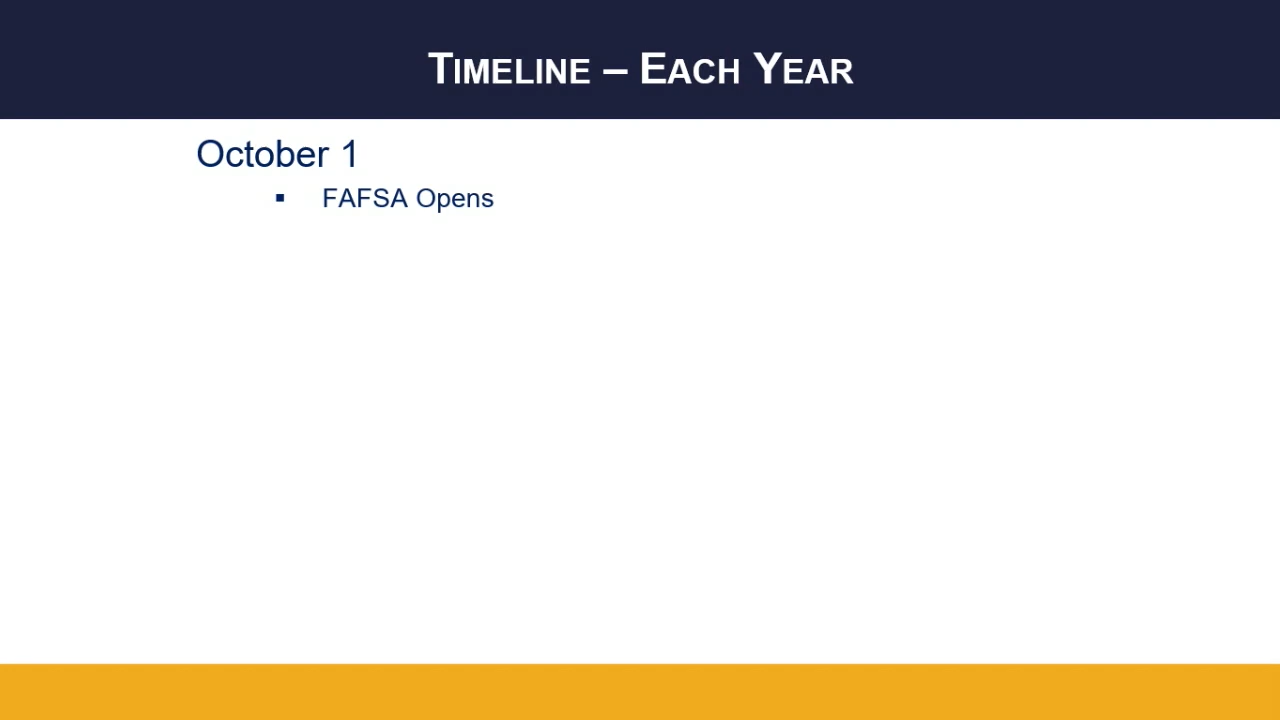 TIMELINE – EACH YEAR
October 1
▪ FAFSA Opens